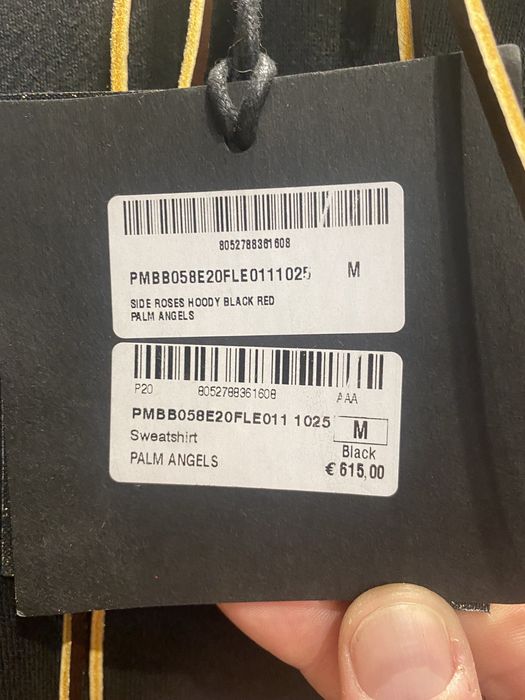 8052788361608
PMBB058E20FLE0111025 M
SIDE ROSES HOODY BLACK RED
PALM ANGELS
P20 8052788361608 AAA
PMBB058E20FLE011 1025 M
Sweatshirt
Black
PALM ANGELS
€ 615,00